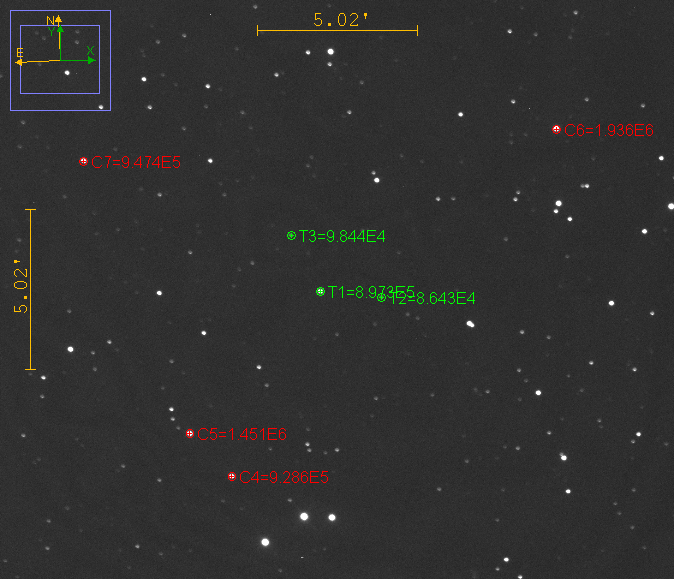 5.02'
N
Y
X
E
C6=1.936E6
C7=9.474E5
T3=9.844E4
5.02'
T1=8.973E5
T2=8.643E4
C5=1.451E6
C4=9.286E5